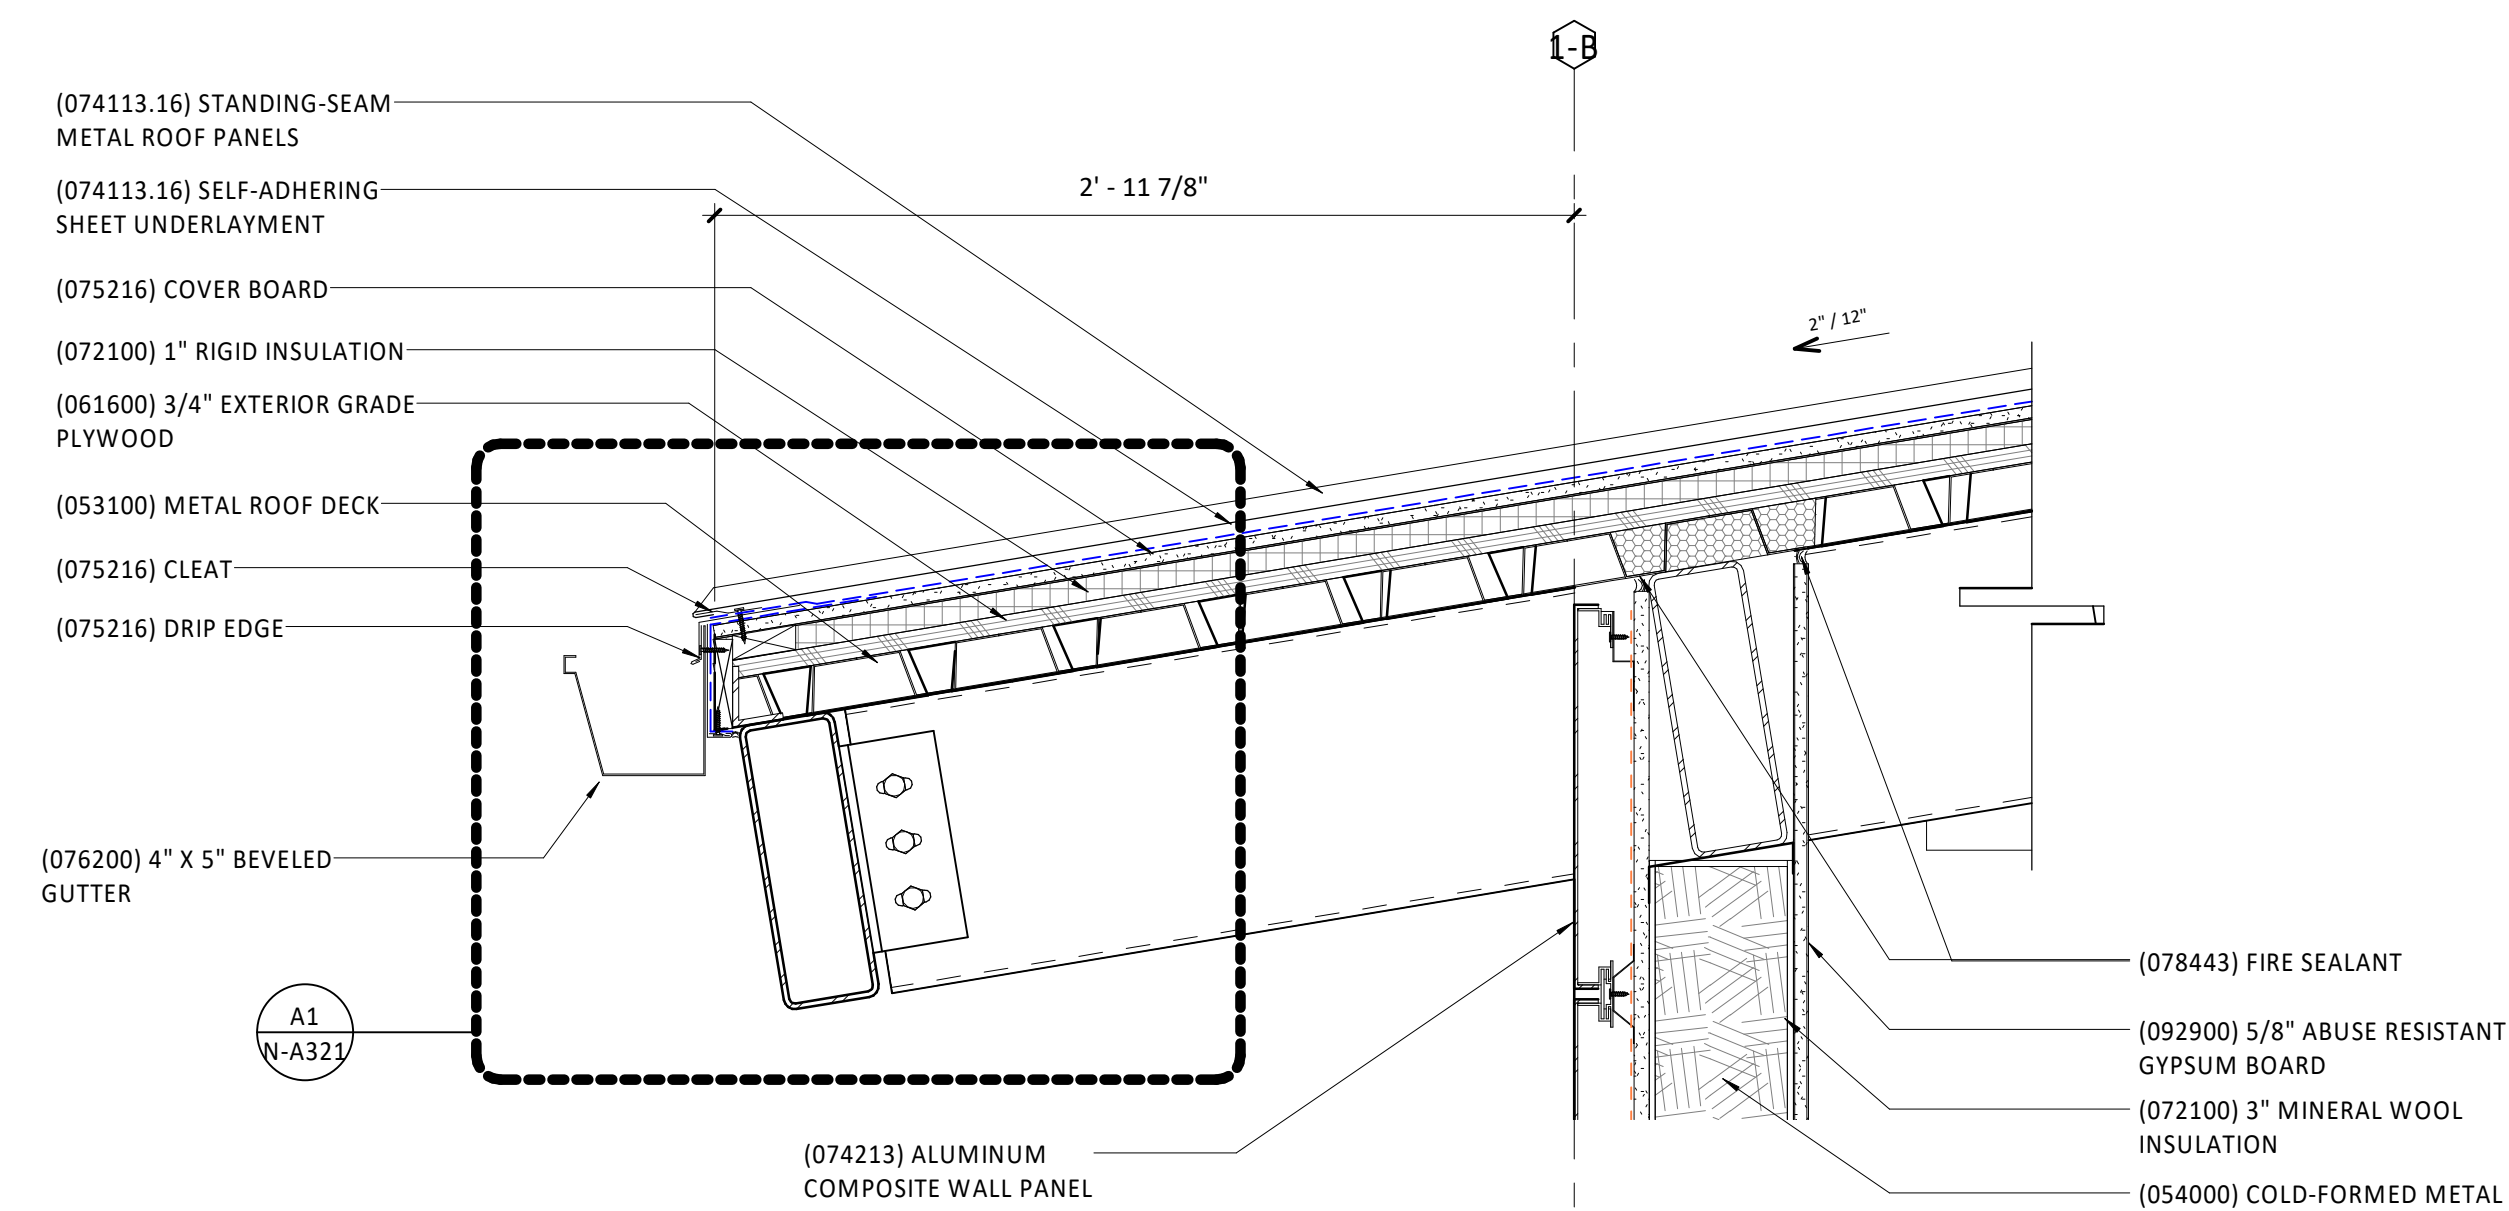 1-B
(074113.16) STANDING-SEAM
METAL ROOF PANELS
(074113.16) SELF-ADHERING
SHEET UNDERLAYMENT
2' - 11 7/8"
(075216) COVER BOARD
2" / 12"
(072100) 1" RIGID INSULATION
(061600) 3/4" EXTERIOR GRADE
PLYWOOD
(053100) METAL ROOF DECK
(075216) CLEAT
(075216) DRIP EDGE
(076200) 4" X 5" BEVELED
GUTTER
A1
N-A321
(074213) ALUMINUM
COMPOSITE WALL PANEL
(078443) FIRE SEALANT
(092900) 5/8" ABUSE RESISTANT
GYPSUM BOARD
(072100) 3" MINERAL WOOL
INSULATION
(054000) COLD-FORMED METAL